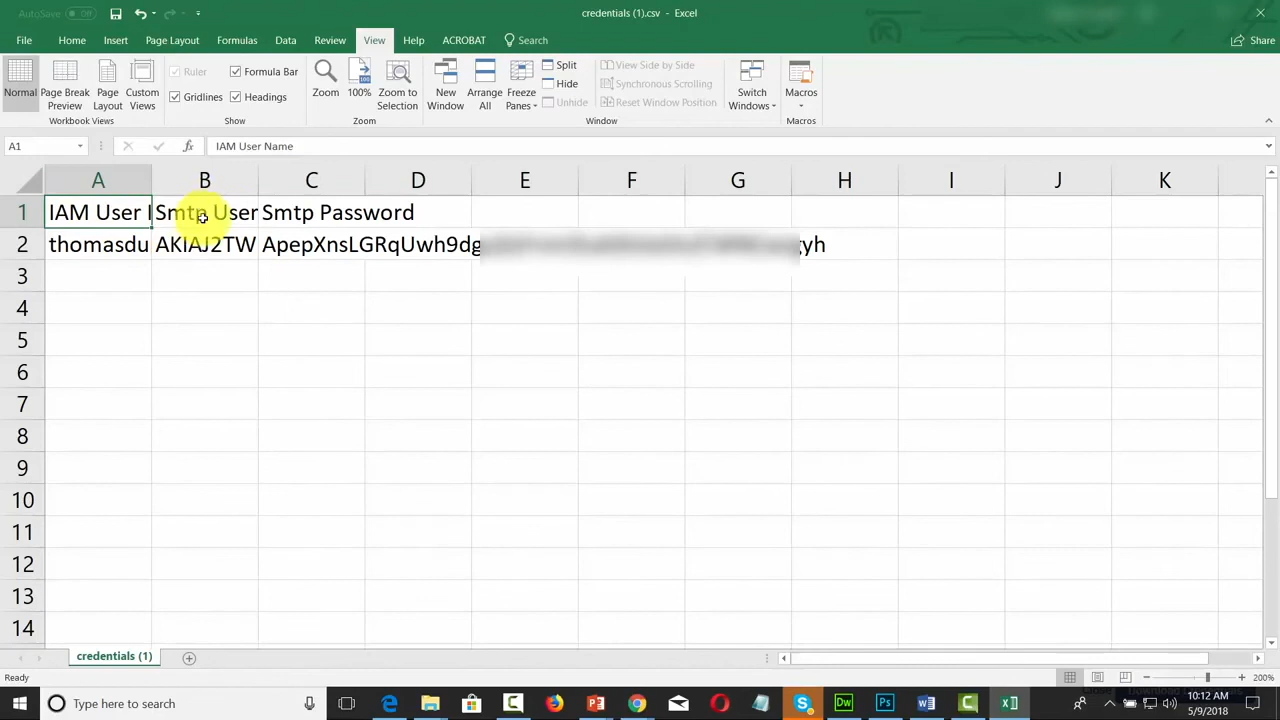 AutoSave Off
credentials (1).csv - Excel
File Home Insert Page Layout Formulas Data Review View Help ACROBAT Search Share
Normal Page Break Preview Page Layout Custom Views
Workbook Views
Ruler Formula Bar
Gridlines Headings
Show
Zoom 100% Zoom to Selection
Zoom
New Window Arrange All Freeze Panes
Split
Hide
Unhide
View Side by Side
Synchronous Scrolling
Reset Window Position
Window
Switch Windows
Macros
Macros
A1 fx IAM User Name
A B C D E F G H I J K
1 IAM User Smtp User Smtp Password
2 thomasdu AKIAJ2TW ApepXnsLGRqUwh9dg gyh
3
4
5
6
7
8
9
10
11
12
13
14
credentials (1)
Ready 200%
Type here to search
10:12 AM
5/9/2018